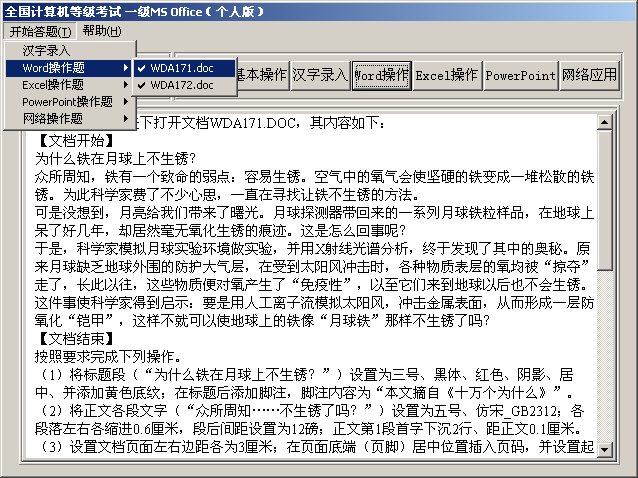 全国计算机等级考试 一级MS Office（个人版）
开始答题(T) 帮助(H)
汉字录入
Word操作题
Excel操作题
PowerPoint操作题
网络操作题
WDA171.doc
WDA172.doc
基本操作 汉字录入 Word操作 Excel操作 PowerPoint 网络应用
下打开文档WDA171.DOC，其内容如下：
【文档开始】
为什么铁在月球上不生锈？
众所周知，铁有一个致命的弱点：容易生锈。空气中的氧气会使坚硬的铁变成一堆松散的铁
锈。为此科学家费了不少心思，一直在寻找让铁不生锈的方法。
可是没想到，月亮给我们带来了曙光。月球探测器带回来的一系列月球铁粒样品，在地球上
呆了好几年，却居然毫无氧化生锈的痕迹。这是怎么回事呢？
于是，科学家模拟月球实验环境做实验，并用X射线光谱分析，终于发现了其中的奥秘。原
来月球缺乏地球外围的防护大气层，在受到太阳风冲击时，各种物质表层的氧均被“掠夺”
走了，长此以往，这些物质便对氧产生了“免疫性”，以至它们来到地球以后也不会生锈。
这件事使科学家得到启示：要是用人工离子流模拟太阳风，冲击金属表面，从而形成一层防
氧化“铠甲”，这样不就可以使地球上的铁像“月球铁”那样不生锈了吗？
【文档结束】
按照要求完成下列操作。
（1）将标题段（“为什么铁在月球上不生锈？”）设置为三号、黑体、红色、阴影、居
中、并添加黄色底纹；在标题后添加脚注，脚注内容为“本文摘自《十万个为什么》”。
（2）将正文各段文字（“众所周知……不生锈了吗？”）设置为五号、仿宋_GB2312；各
段落左右各缩进0.6厘米，段后间距设置为12磅；正文第1段首字下沉2行、距正文0.1厘米。
（3）设置文档页面左右边距各为3厘米；在页面底端（页脚）居中位置插入页码，并设置起